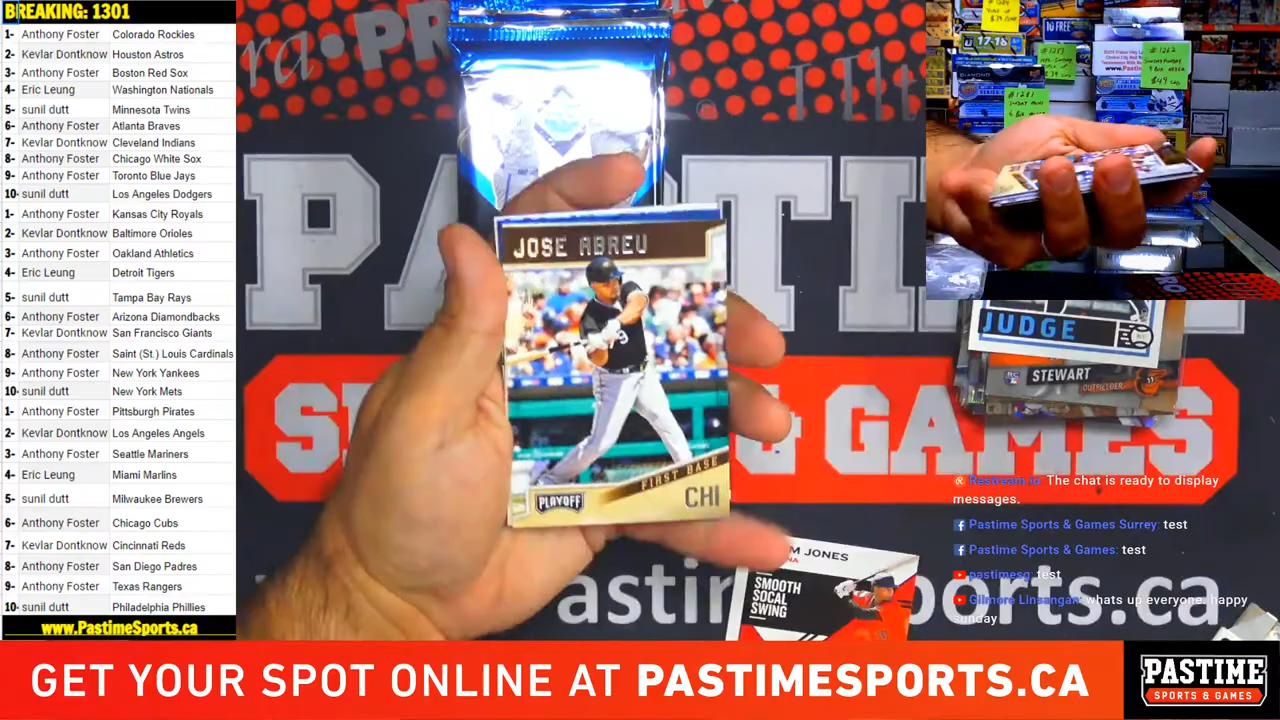 BREAKING: 1301
1- Anthony Foster Colorado Rockies
2- Kevlar Dontknow Houston Astros
3- Anthony Foster Boston Red Sox
4- Eric Leung Washington Nationals
5- sunil dutt Minnesota Twins
6- Anthony Foster Atlanta Braves
7- Kevlar Dontknow Cleveland Indians
8- Anthony Foster Chicago White Sox
9- Anthony Foster Toronto Blue Jays
10- sunil dutt Los Angeles Dodgers
1- Anthony Foster Kansas City Royals
2- Kevlar Dontknow Baltimore Orioles
3- Anthony Foster Oakland Athletics
4- Eric Leung Detroit Tigers
5- sunil dutt Tampa Bay Rays
6- Anthony Foster Arizona Diamondbacks
7- Kevlar Dontknow San Francisco Giants
8- Anthony Foster Saint (St.) Louis Cardinals
9- Anthony Foster New York Yankees
10- sunil dutt New York Mets
1- Anthony Foster Pittsburgh Pirates
2- Kevlar Dontknow Los Angeles Angels
3- Anthony Foster Seattle Mariners
4- Eric Leung Miami Marlins
5- sunil dutt Milwaukee Brewers
6- Anthony Foster Chicago Cubs
7- Kevlar Dontknow Cincinnati Reds
8- Anthony Foster San Diego Padres
9- Anthony Foster Texas Rangers
10- sunil dutt Philadelphia Phillies
www.PastimeSports.ca
JOSE ABREU
FIRST BASE
PLAYOFF
CHI
JUDGE
STEWART
OUTFIELDER
& GAMES
M JONES
SMOOTH
SOCAL
SWING
17-18
Restream.io: The chat is ready to display
messages.
Pastime Sports & Games Surrey: test
Pastime Sports & Games: test
pastimesg: test
Gilmore Linsangan: whats up everyone. happy
sunday
GET YOUR SPOT ONLINE AT PASTIMESPORTS.CA
PASTIME
SPORTS & GAMES